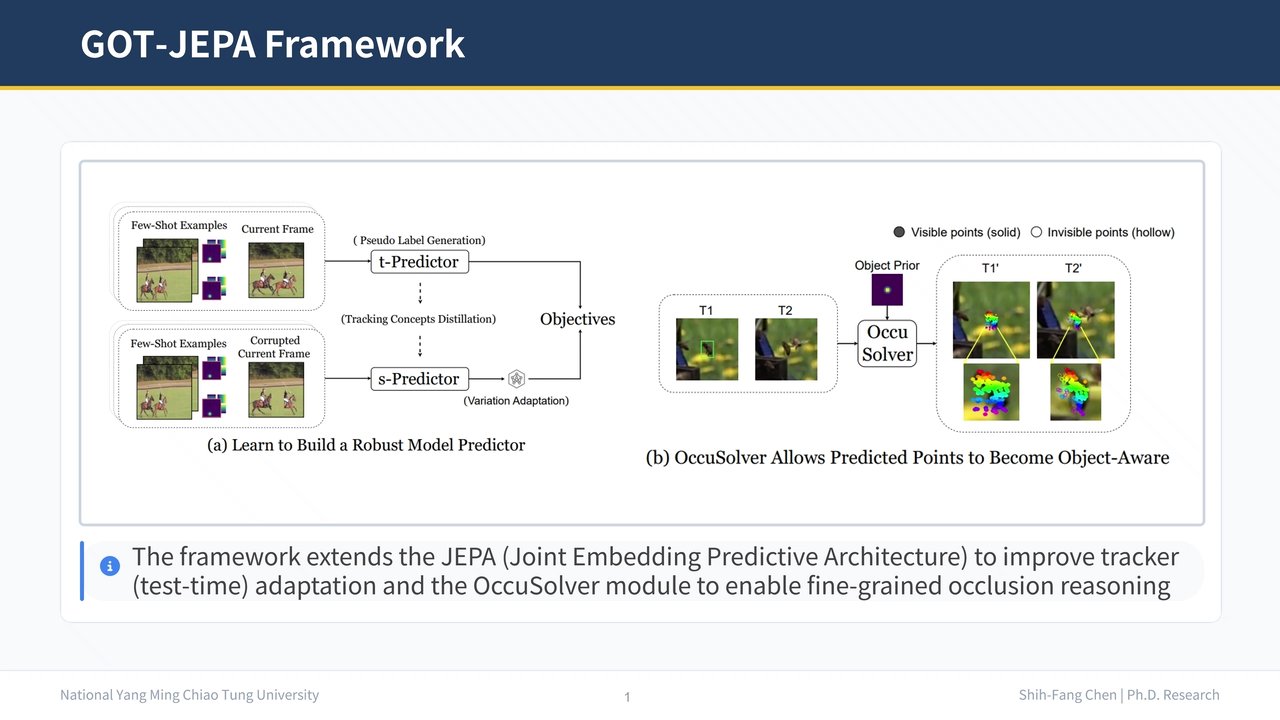 GOT-JEPA Framework
Few-Shot Examples
Current Frame
( Pseudo Label Generation)
t-Predictor
(Tracking Concepts Distillation)
Objectives
Few-Shot Examples
Corrupted
Current Frame
s-Predictor
(Variation Adaptation)
(a) Learn to Build a Robust Model Predictor
Visible points (solid)
Invisible points (hollow)
Object Prior
T1
T2
Occu
Solver
T1'
T2'
(b) OccuSolver Allows Predicted Points to Become Object-Aware
The framework extends the JEPA (Joint Embedding Predictive Architecture) to improve tracker
(test-time) adaptation and the OccuSolver module to enable fine-grained occlusion reasoning
National Yang Ming Chiao Tung University
1
Shih-Fang Chen | Ph.D. Research